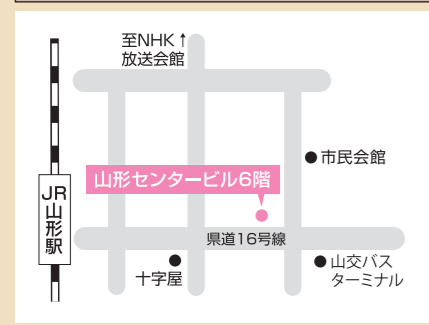 至NHK↑
放送会館
市民会館
山形センタービル6階
JR山形駅
県道16号線
十字屋
山交バス
ターミナル